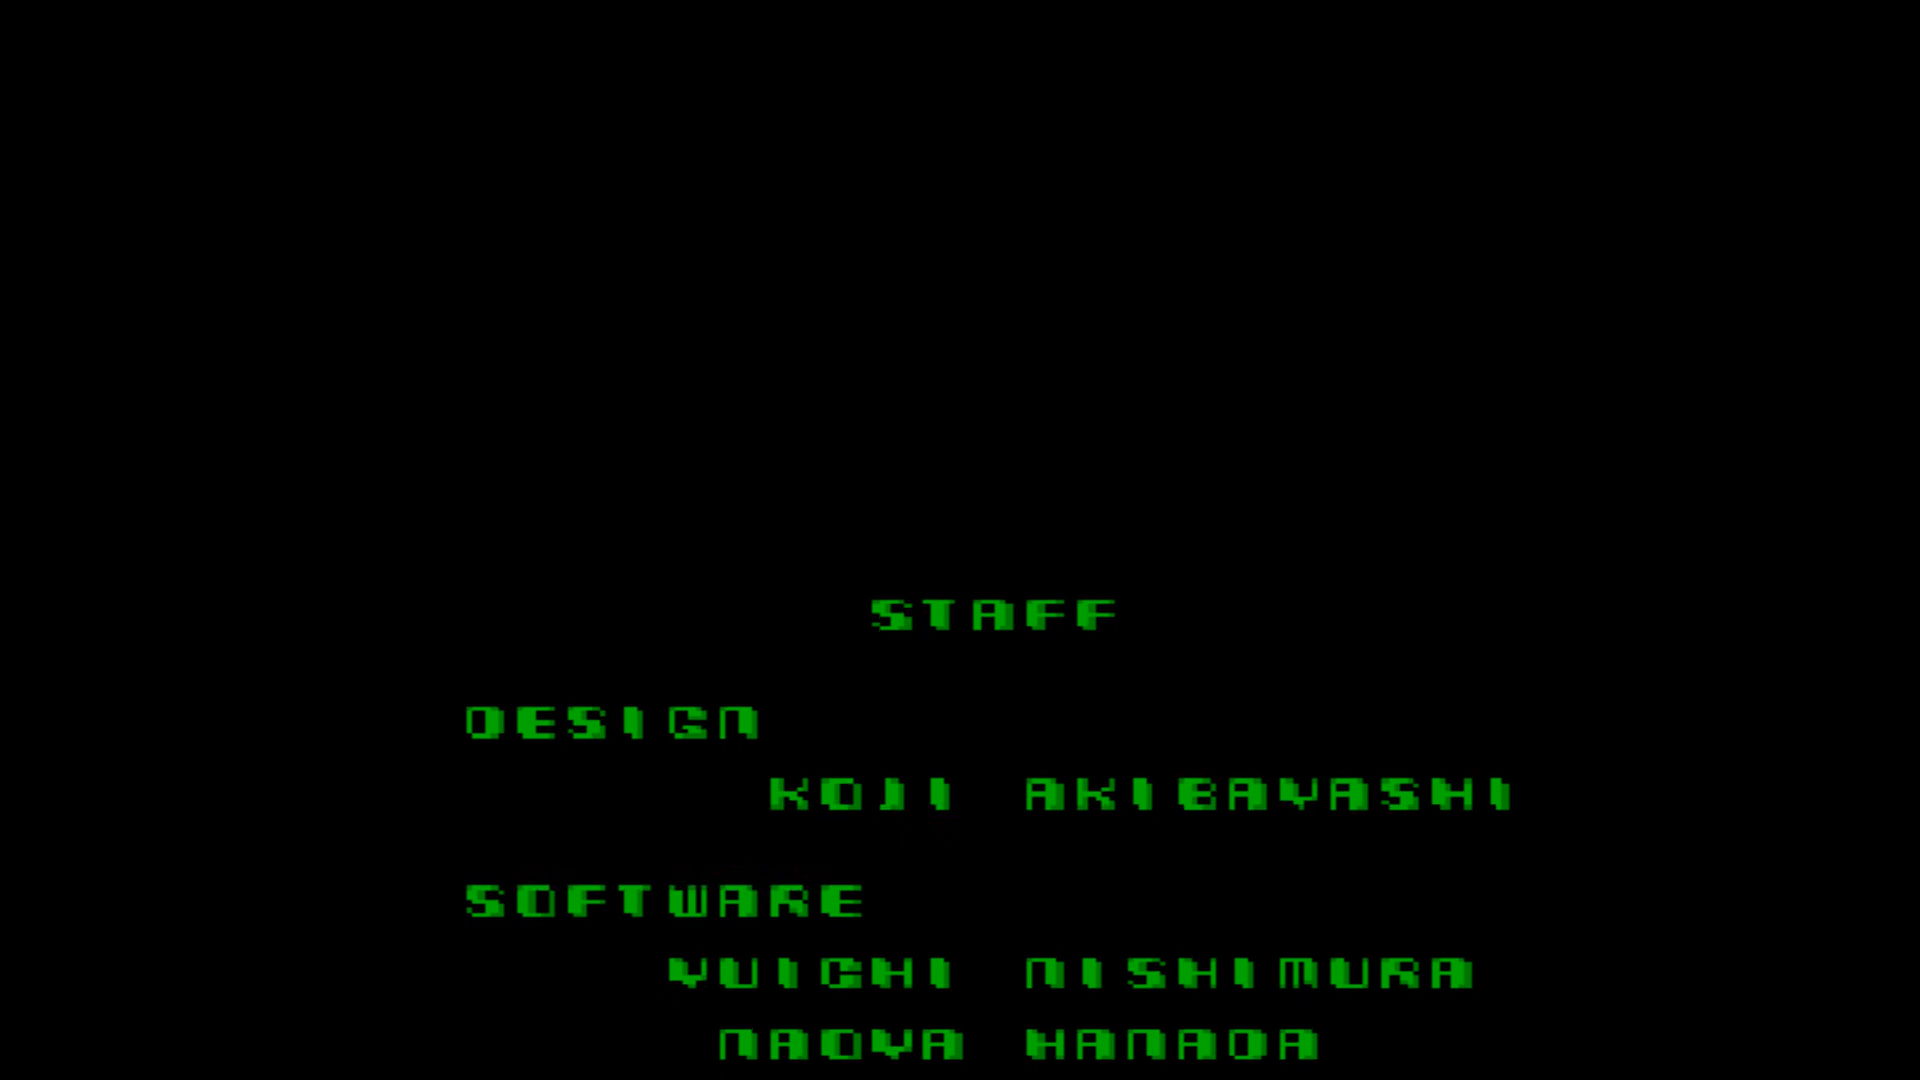 STAFF
DESIGN
KOJI AKIBAYASHI
SOFTWARE
YUICHI NISHIMURA
NAOYA HANADA